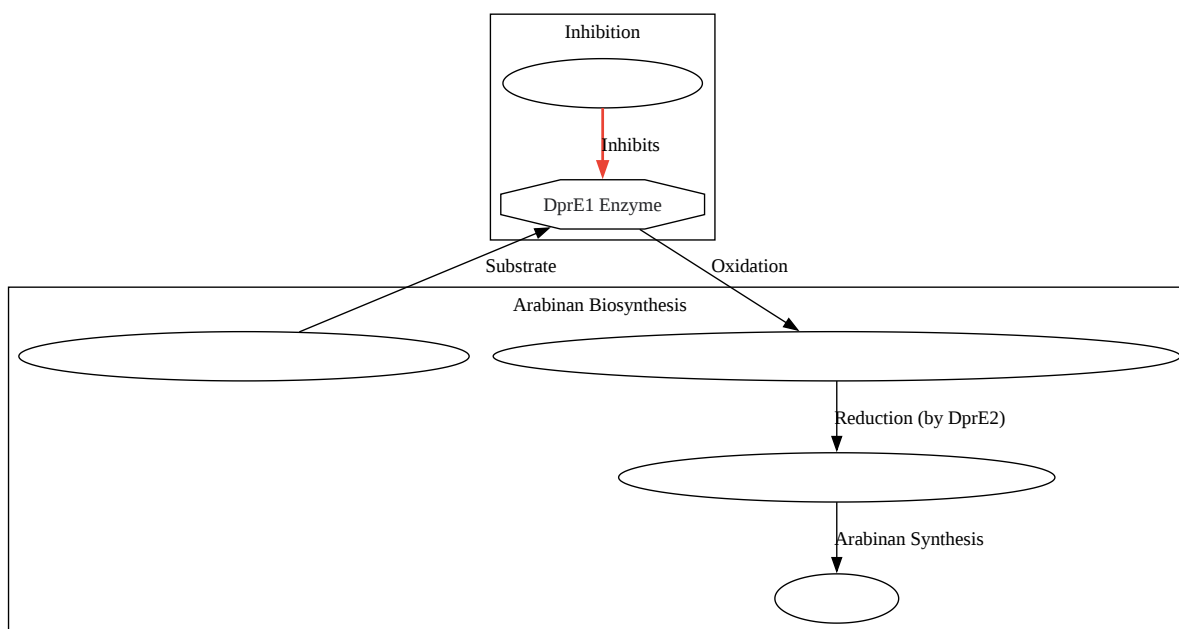 Inhibition
Inhibits
DprE1 Enzyme
Substrate
Oxidation
Arabinan Biosynthesis
Reduction (by DprE2)
Arabinan Synthesis